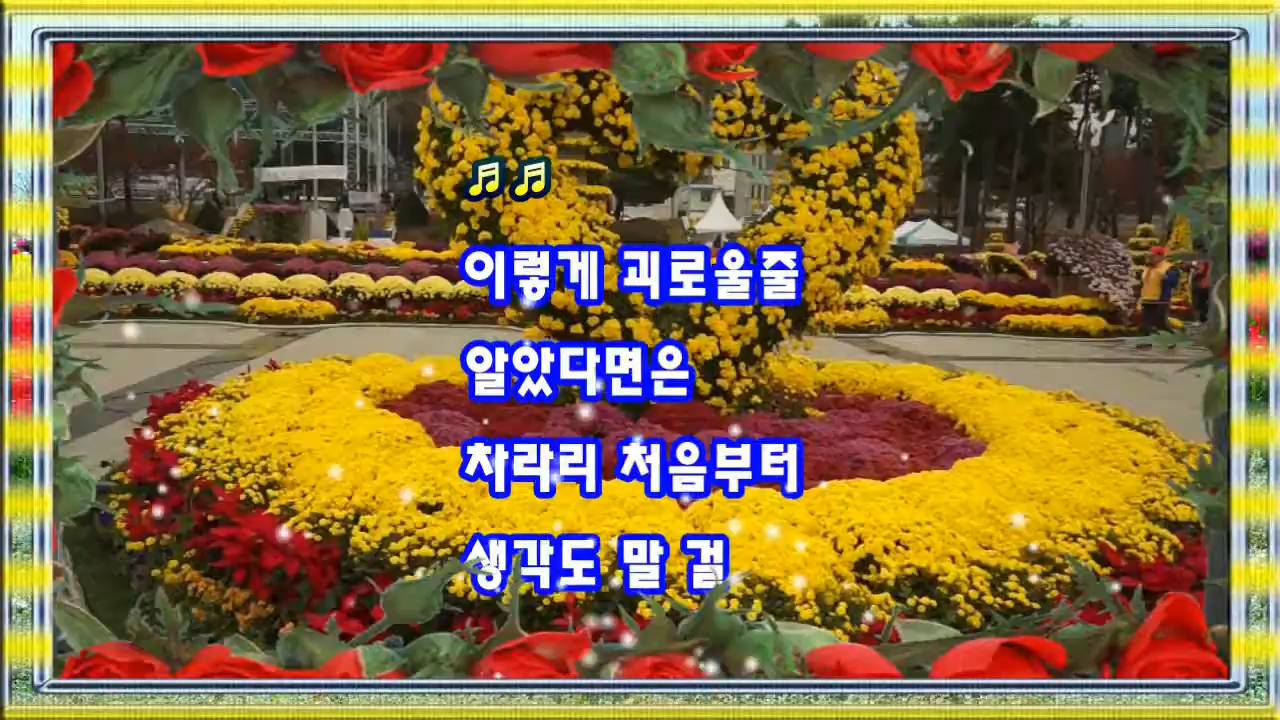 🎵🎵
이렇게 괴로울줄
알았다면은
차라리 처음부터
생각도 말 걸